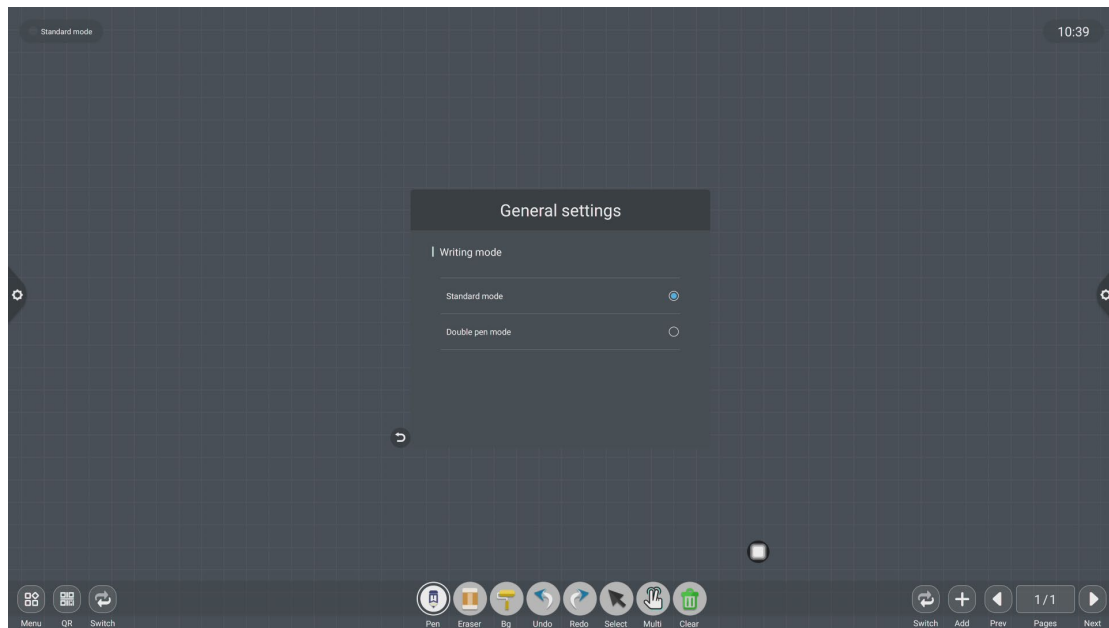 Standard mode
10:39
General settings
Writing mode
Standard mode
Double pen mode
Menu QR Switch
Pen Eraser Bg Undo Redo Select Multi Clear
1/1
Switch Add Prev Pages Next